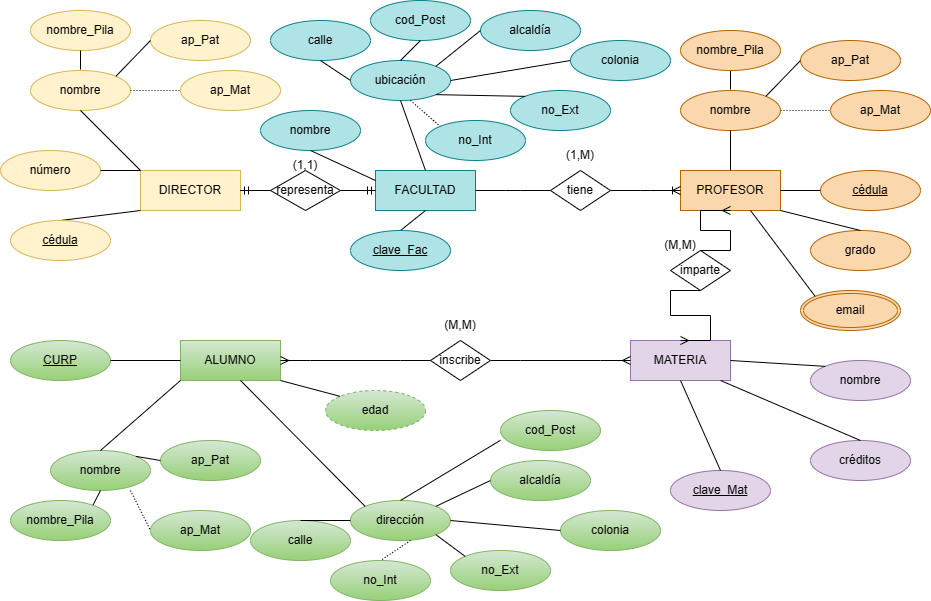 nombre_Pila
ap_Pat
nombre
ap_Mat
número
DIRECTOR
cédula
(1,1)
representa
calle
cod_Post
alcaldía
ubicación
colonia
no_Ext
no_Int
nombre
FACULTAD
clave_Fac
(1,M)
tiene
nombre_Pila
ap_Pat
nombre
ap_Mat
PROFESOR
cédula
grado
email
(M,M)
imparte
CURP
ALUMNO
(M,M)
inscribe
MATERIA
edad
nombre
créditos
clave_Mat
nombre
ap_Pat
nombre_Pila
ap_Mat
cod_Post
alcaldía
dirección
colonia
calle
no_Ext
no_Int